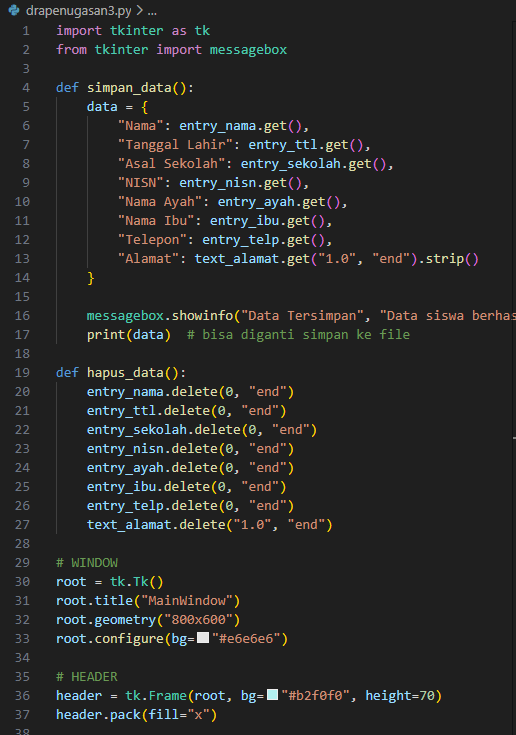 drapenugasan3.py > ...
1 import tkinter as tk
2 from tkinter import messagebox
3
4 def simpan_data():
5     data = {
6         "Nama": entry_nama.get(),
7         "Tanggal Lahir": entry_ttl.get(),
8         "Asal Sekolah": entry_sekolah.get(),
9         "NISN": entry_nisn.get(),
10         "Nama Ayah": entry_ayah.get(),
11         "Nama Ibu": entry_ibu.get(),
12         "Telepon": entry_telp.get(),
13         "Alamat": text_alamat.get("1.0", "end").strip()
14     }
15
16     messagebox.showinfo("Data Tersimpan", "Data siswa berhas
17     print(data)  # bisa diganti simpan ke file
18
19 def hapus_data():
20     entry_nama.delete(0, "end")
21     entry_ttl.delete(0, "end")
22     entry_sekolah.delete(0, "end")
23     entry_nisn.delete(0, "end")
24     entry_ayah.delete(0, "end")
25     entry_ibu.delete(0, "end")
26     entry_telp.delete(0, "end")
27     text_alamat.delete("1.0", "end")
28
29 # WINDOW
30 root = tk.Tk()
31 root.title("MainWindow")
32 root.geometry("800x600")
33 root.configure(bg="#e6e6e6")
34
35 # HEADER
36 header = tk.Frame(root, bg="#b2f0f0", height=70)
37 header.pack(fill="x")
38